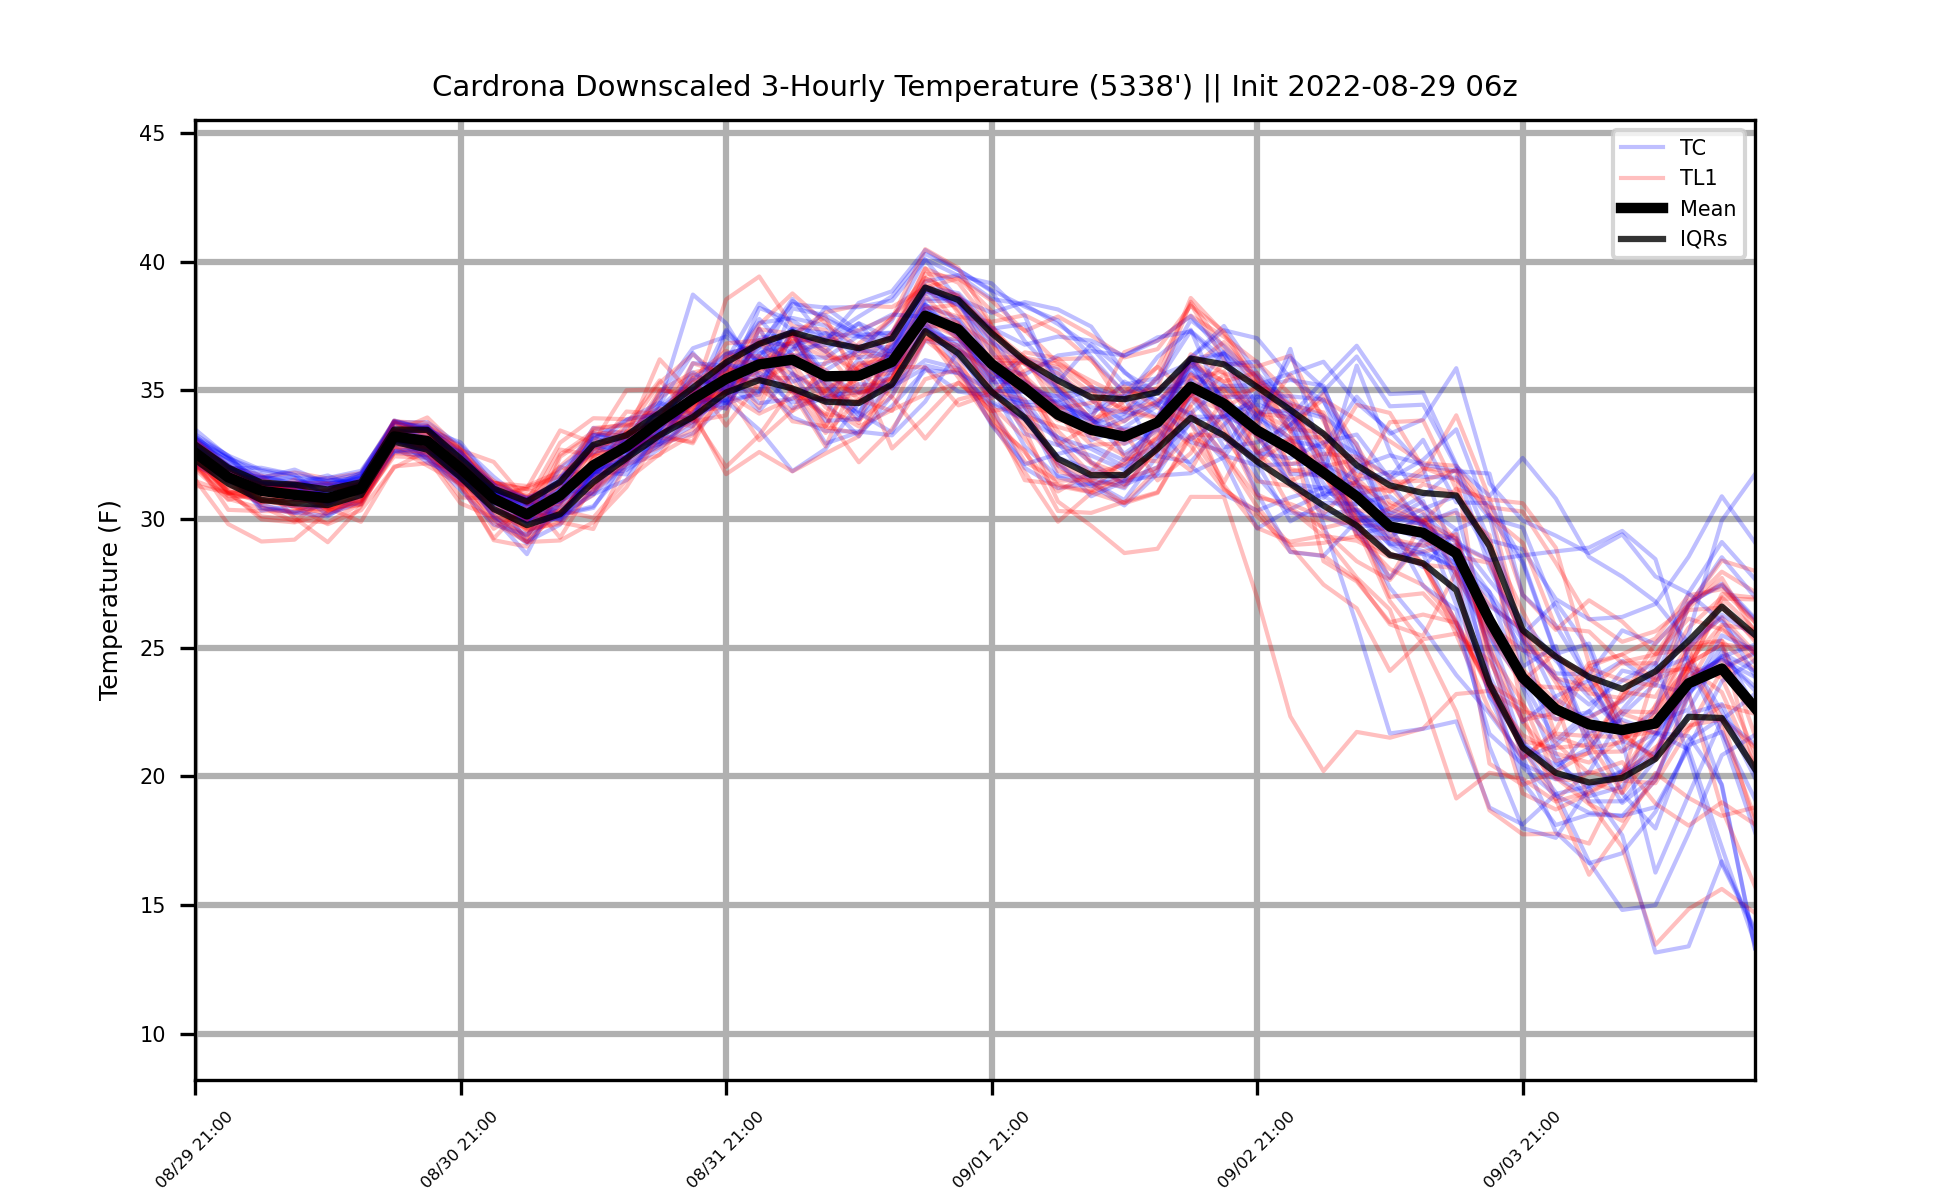 Cardrona Downscaled 3-Hourly Temperature (5338') || Init 2022-08-29 06z
TC
TL1
Mean
IQRs
Temperature (F)
45
40
35
30
25
20
15
10
08/29 21:00
08/30 21:00
08/31 21:00
09/01 21:00
09/02 21:00
09/03 21:00